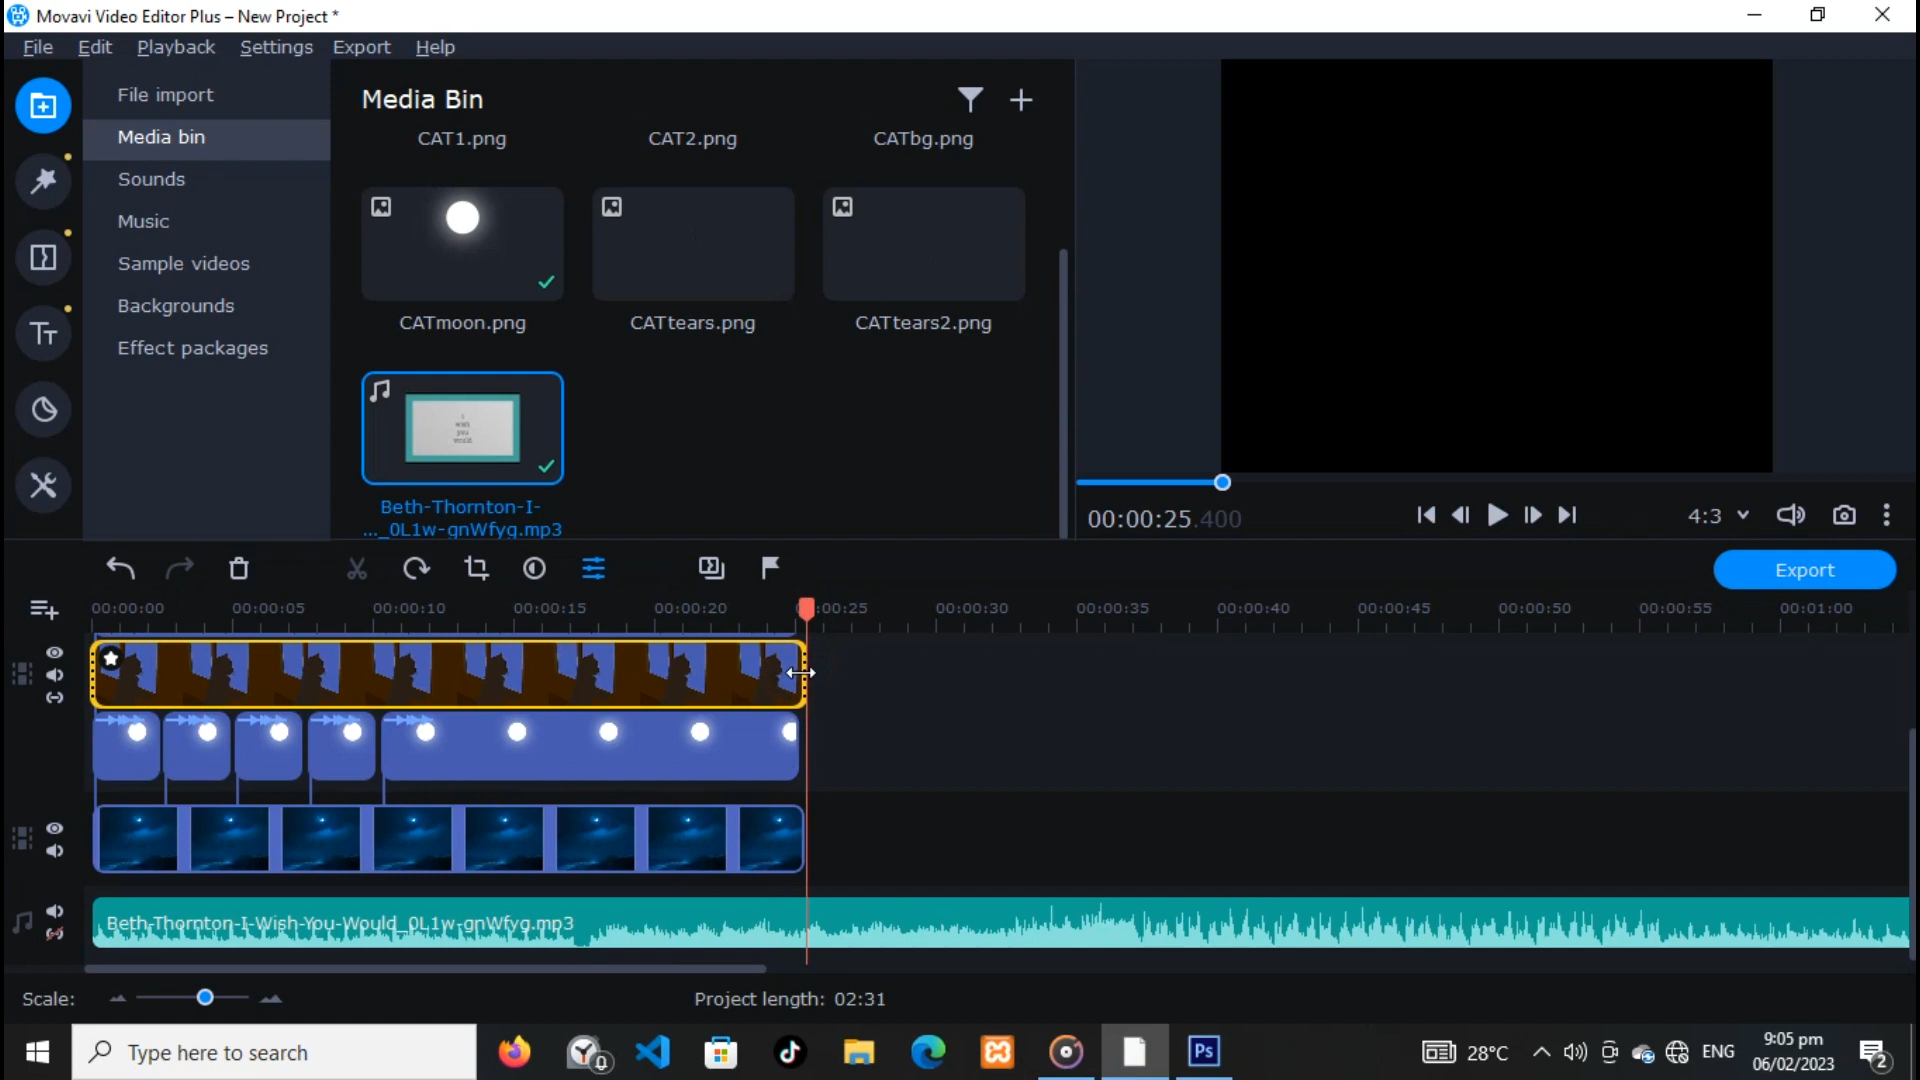 Movavi Video Editor Plus – New Project *
File Edit Playback Settings Export Help
File import
Media bin
Sounds
Music
Sample videos
Backgrounds
Effect packages
Media Bin
CAT1.png CAT2.png CATbg.png
CATmoon.png CATtears.png CATtears2.png
I
wish
you
would
Beth-Thornton-I-
..._0L1w-gnWfyg.mp3
00:00:25.400
4:3
Export
00:00:00 00:00:05 00:00:10 00:00:15 00:00:20 00:00:25 00:00:30 00:00:35 00:00:40 00:00:45 00:00:50 00:00:55 00:01:00
Beth-Thornton-I-Wish-You-Would_0L1w-gnWfyg.mp3
Scale:
Project length: 02:31
Type here to search
Ps
28°C
ENG
9:05 pm
06/02/2023
2